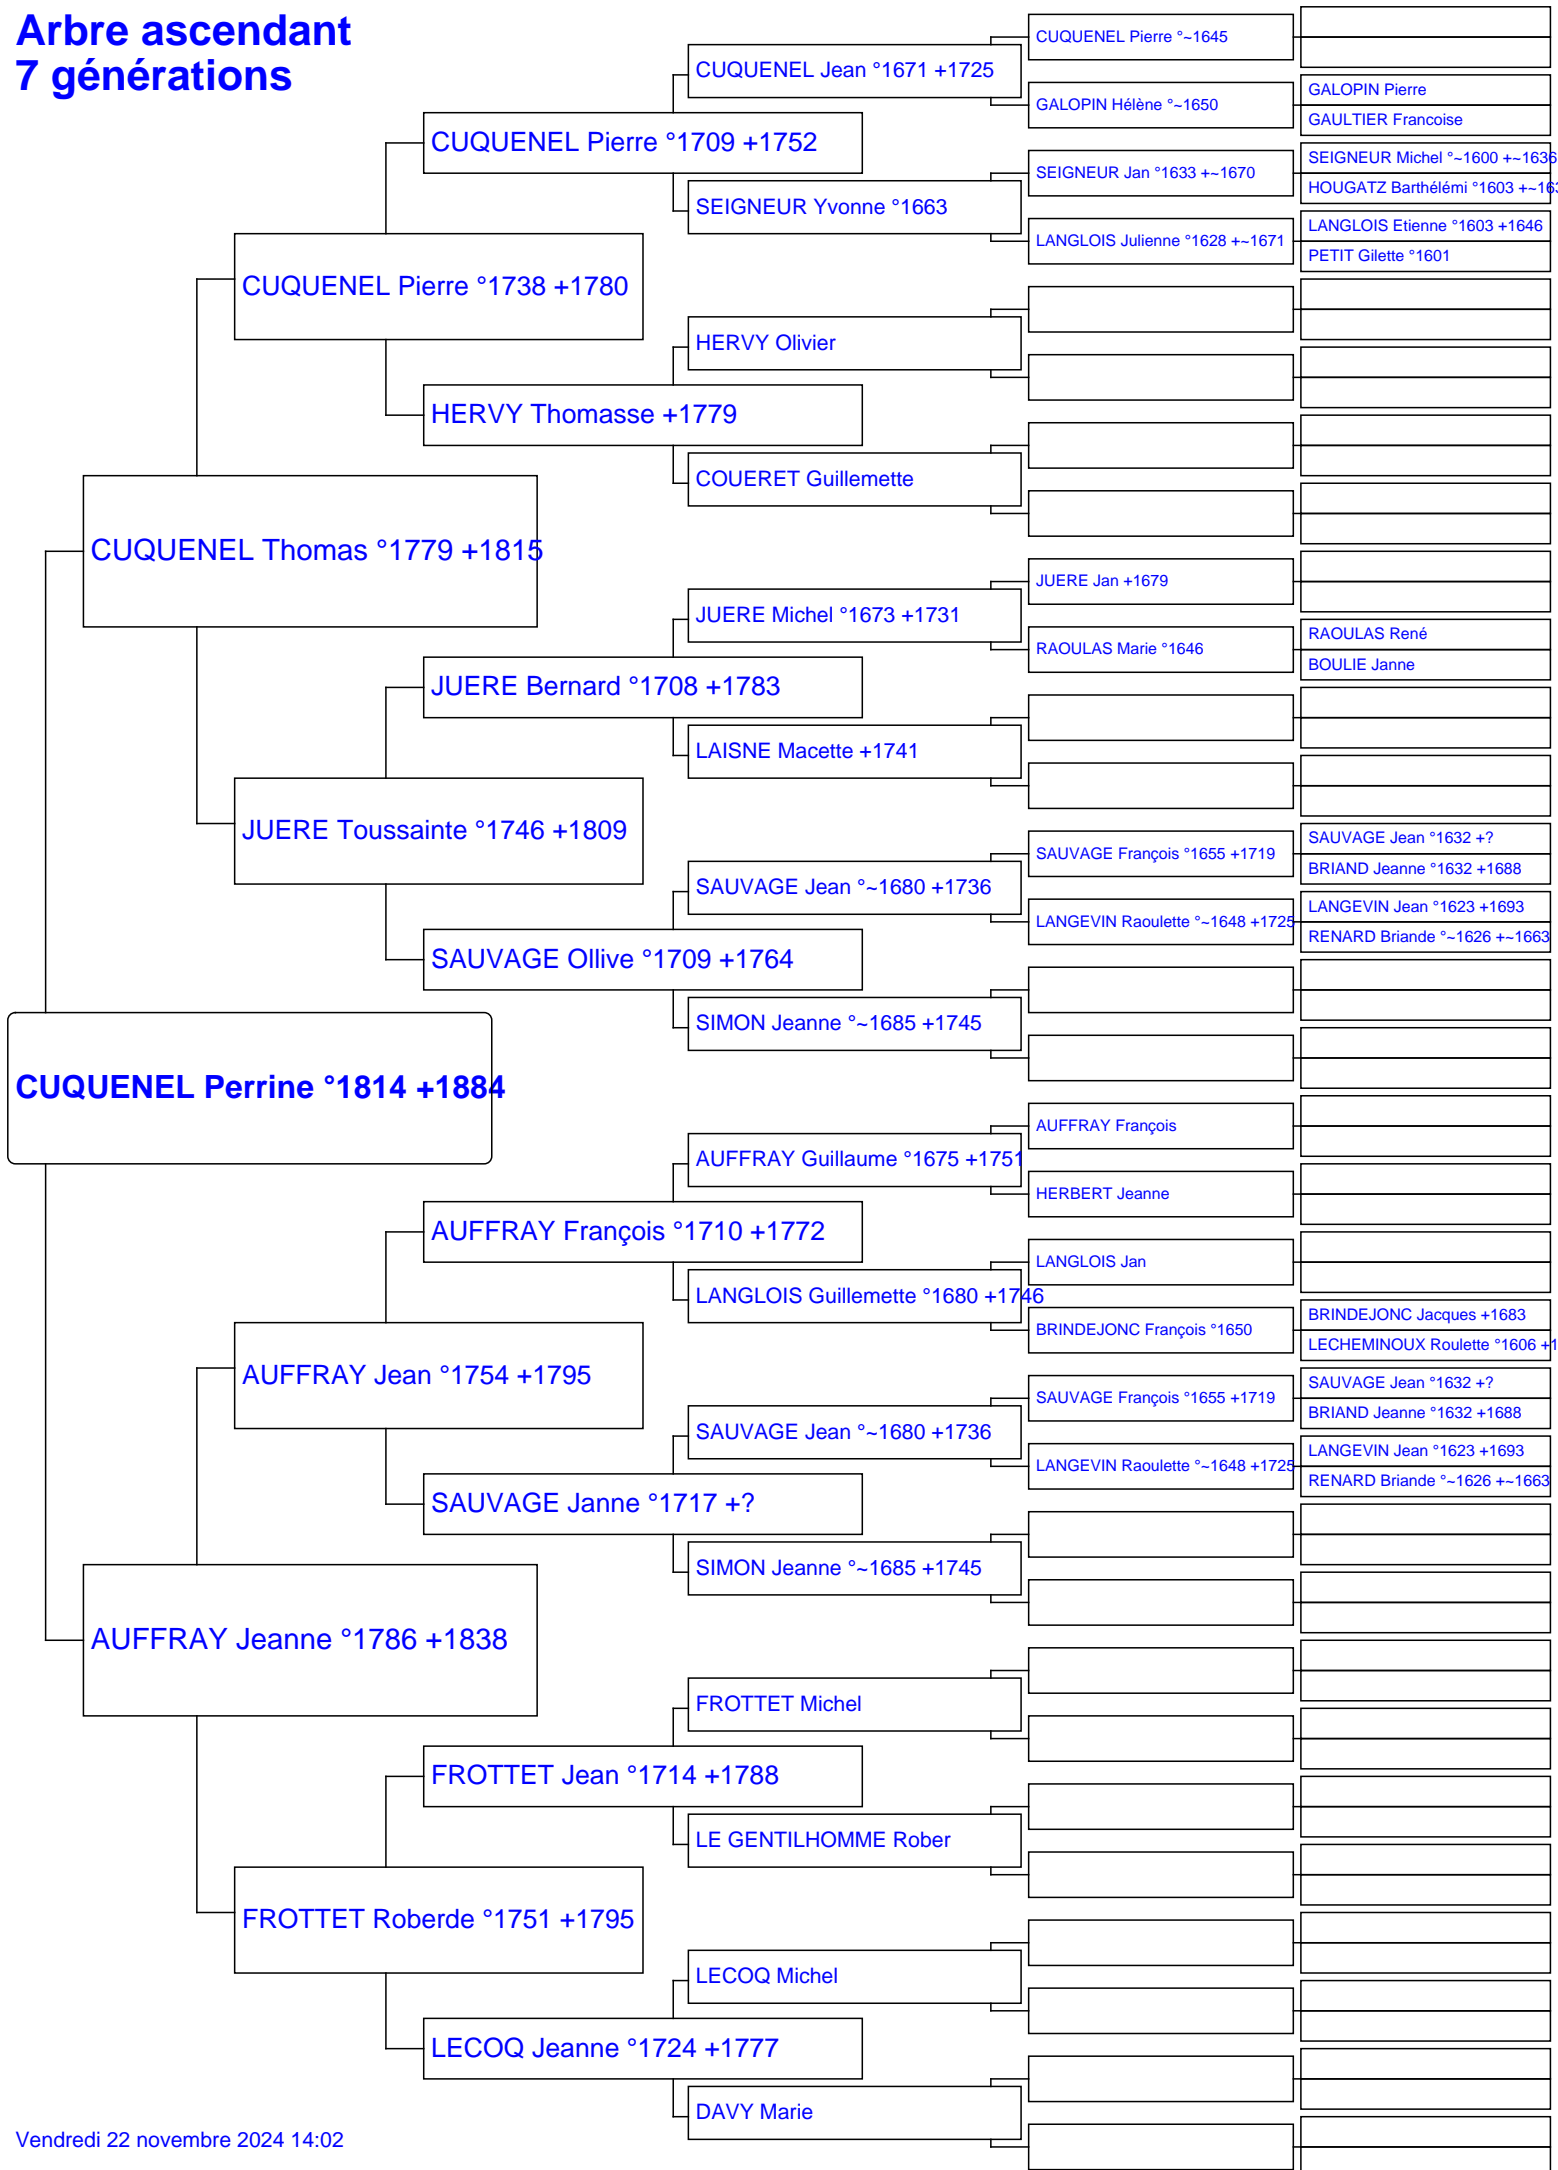 Arbre ascendant
7 générations
CUQUENEL Pierre °~1645
CUQUENEL Jean °1671 +1725
GALOPIN Hélène °~1650
GALOPIN Pierre
GAULTIER Francoise
CUQUENEL Pierre °1709 +1752
SEIGNEUR Jan °1633 +~1670
SEIGNEUR Michel °~1600 +~1636
HOUGATZ Barthélémi °1603 +~163
SEIGNEUR Yvonne °1663
LANGLOIS Julienne °1628 +~1671
LANGLOIS Etienne °1603 +1646
PETIT Gilette °1601
CUQUENEL Pierre °1738 +1780
HERVY Olivier
HERVY Thomasse +1779
COUERET Guillemette
CUQUENEL Thomas °1779 +1815
JUERE Jan +1679
JUERE Michel °1673 +1731
RAOULAS Marie °1646
RAOULAS René
BOULIE Janne
JUERE Bernard °1708 +1783
LAISNE Macette +1741
JUERE Toussainte °1746 +1809
SAUVAGE François °1655 +1719
SAUVAGE Jean °1632 +?
BRIAND Jeanne °1632 +1688
SAUVAGE Jean °~1680 +1736
LANGEVIN Raoulette °~1648 +1725
LANGEVIN Jean °1623 +1693
RENARD Briande °~1626 +~1663
SAUVAGE Ollive °1709 +1764
SIMON Jeanne °~1685 +1745
CUQUENEL Perrine °1814 +1884
AUFFRAY François
AUFFRAY Guillaume °1675 +1751
HERBERT Jeanne
AUFFRAY François °1710 +1772
LANGLOIS Jan
LANGLOIS Guillemette °1680 +1746
BRINDEJONC François °1650
BRINDEJONC Jacques +1683
LECHEMINOUX Roulette °1606 +1
AUFFRAY Jean °1754 +1795
SAUVAGE François °1655 +1719
SAUVAGE Jean °1632 +?
BRIAND Jeanne °1632 +1688
SAUVAGE Jean °~1680 +1736
LANGEVIN Raoulette °~1648 +1725
LANGEVIN Jean °1623 +1693
RENARD Briande °~1626 +~1663
SAUVAGE Janne °1717 +?
SIMON Jeanne °~1685 +1745
AUFFRAY Jeanne °1786 +1838
FROTTET Michel
FROTTET Jean °1714 +1788
LE GENTILHOMME Rober
FROTTET Roberde °1751 +1795
LECOQ Michel
LECOQ Jeanne °1724 +1777
DAVY Marie
Vendredi 22 novembre 2024 14:02